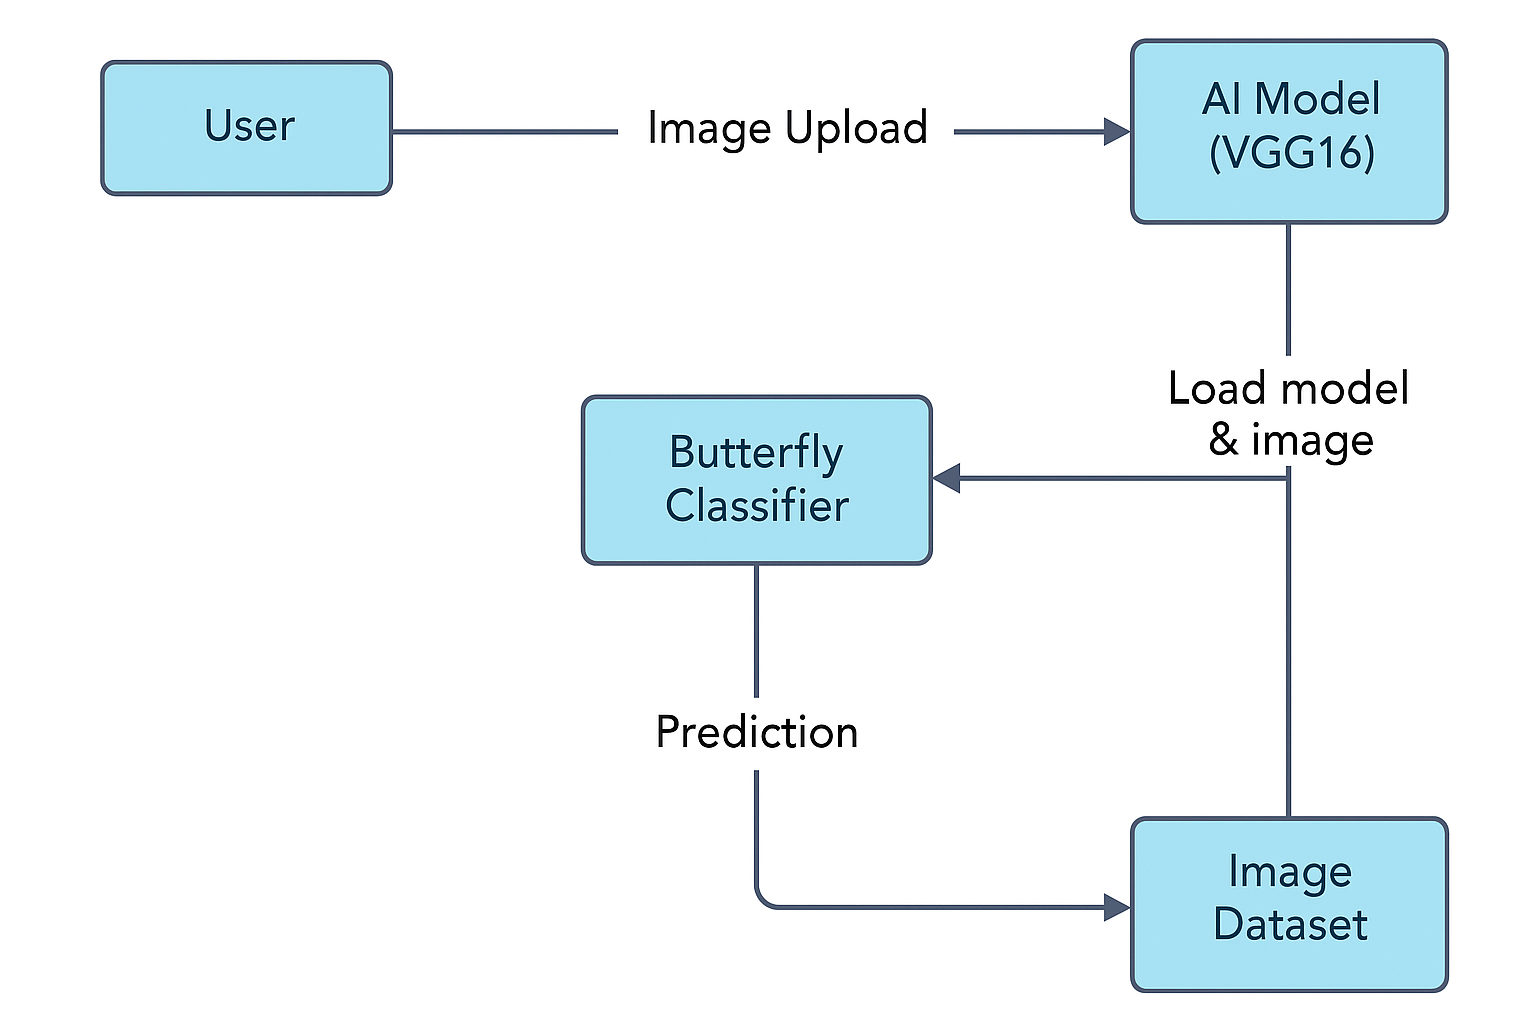 User
Image Upload
AI Model
(VGG16)
Load model
& image
Butterfly
Classifier
Prediction
Image
Dataset